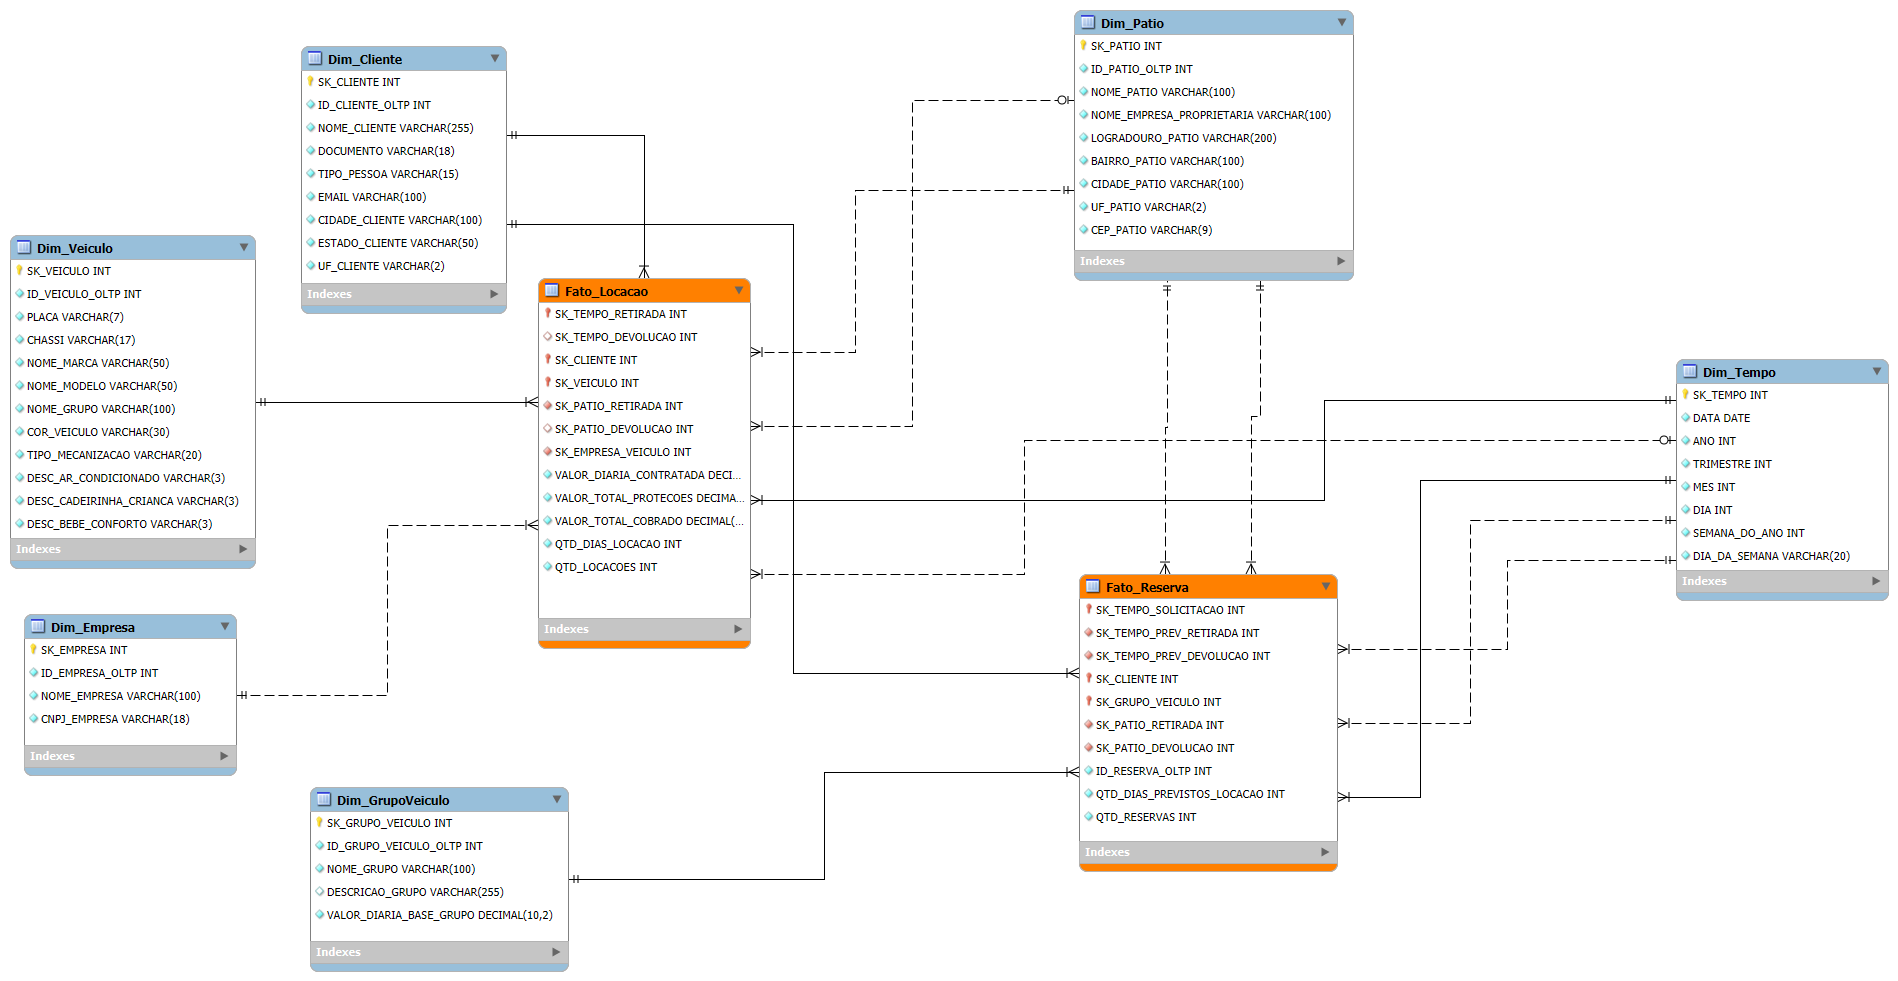 Dim_Cliente
SK_CLIENTE INT
ID_CLIENTE_OLTP INT
NOME_CLIENTE VARCHAR(255)
DOCUMENTO VARCHAR(18)
TIPO_PESSOA VARCHAR(15)
EMAIL VARCHAR(100)
CIDADE_CLIENTE VARCHAR(100)
ESTADO_CLIENTE VARCHAR(50)
UF_CLIENTE VARCHAR(2)
Indexes
Dim_Patio
SK_PATIO INT
ID_PATIO_OLTP INT
NOME_PATIO VARCHAR(100)
NOME_EMPRESA_PROPRIETARIA VARCHAR(100)
LOGRADOURO_PATIO VARCHAR(200)
BAIRRO_PATIO VARCHAR(100)
CIDADE_PATIO VARCHAR(100)
UF_PATIO VARCHAR(2)
CEP_PATIO VARCHAR(9)
Indexes
Dim_Veiculo
SK_VEICULO INT
ID_VEICULO_OLTP INT
PLACA VARCHAR(7)
CHASSI VARCHAR(17)
NOME_MARCA VARCHAR(50)
NOME_MODELO VARCHAR(50)
NOME_GRUPO VARCHAR(100)
COR_VEICULO VARCHAR(30)
TIPO_MECANIZACAO VARCHAR(20)
DESC_AR_CONDICIONADO VARCHAR(3)
DESC_CADEIRINHA_CRIANCA VARCHAR(3)
DESC_BEBE_CONFORTO VARCHAR(3)
Indexes
Fato_Locacao
SK_TEMPO_RETIRADA INT
SK_TEMPO_DEVOLUCAO INT
SK_CLIENTE INT
SK_VEICULO INT
SK_PATIO_RETIRADA INT
SK_PATIO_DEVOLUCAO INT
SK_EMPRESA_VEICULO INT
VALOR_DIARIA_CONTRATADA DECI...
VALOR_TOTAL_PROTECOES DECIMA...
VALOR_TOTAL_COBRADO DECIMAL(...
QTD_DIAS_LOCACAO INT
QTD_LOCACOES INT
Indexes
Dim_Tempo
SK_TEMPO INT
DATA DATE
ANO INT
TRIMESTRE INT
MES INT
DIA INT
SEMANA_DO_ANO INT
DIA_DA_SEMANA VARCHAR(20)
Indexes
Dim_Empresa
SK_EMPRESA INT
ID_EMPRESA_OLTP INT
NOME_EMPRESA VARCHAR(100)
CNPJ_EMPRESA VARCHAR(18)
Indexes
Fato_Reserva
SK_TEMPO_SOLICITACAO INT
SK_TEMPO_PREV_RETIRADA INT
SK_TEMPO_PREV_DEVOLUCAO INT
SK_CLIENTE INT
SK_GRUPO_VEICULO INT
SK_PATIO_RETIRADA INT
SK_PATIO_DEVOLUCAO INT
ID_RESERVA_OLTP INT
QTD_DIAS_PREVISTOS_LOCACAO INT
QTD_RESERVAS INT
Indexes
Dim_GrupoVeiculo
SK_GRUPO_VEICULO INT
ID_GRUPO_VEICULO_OLTP INT
NOME_GRUPO VARCHAR(100)
DESCRICAO_GRUPO VARCHAR(255)
VALOR_DIARIA_BASE_GRUPO DECIMAL(10,2)
Indexes